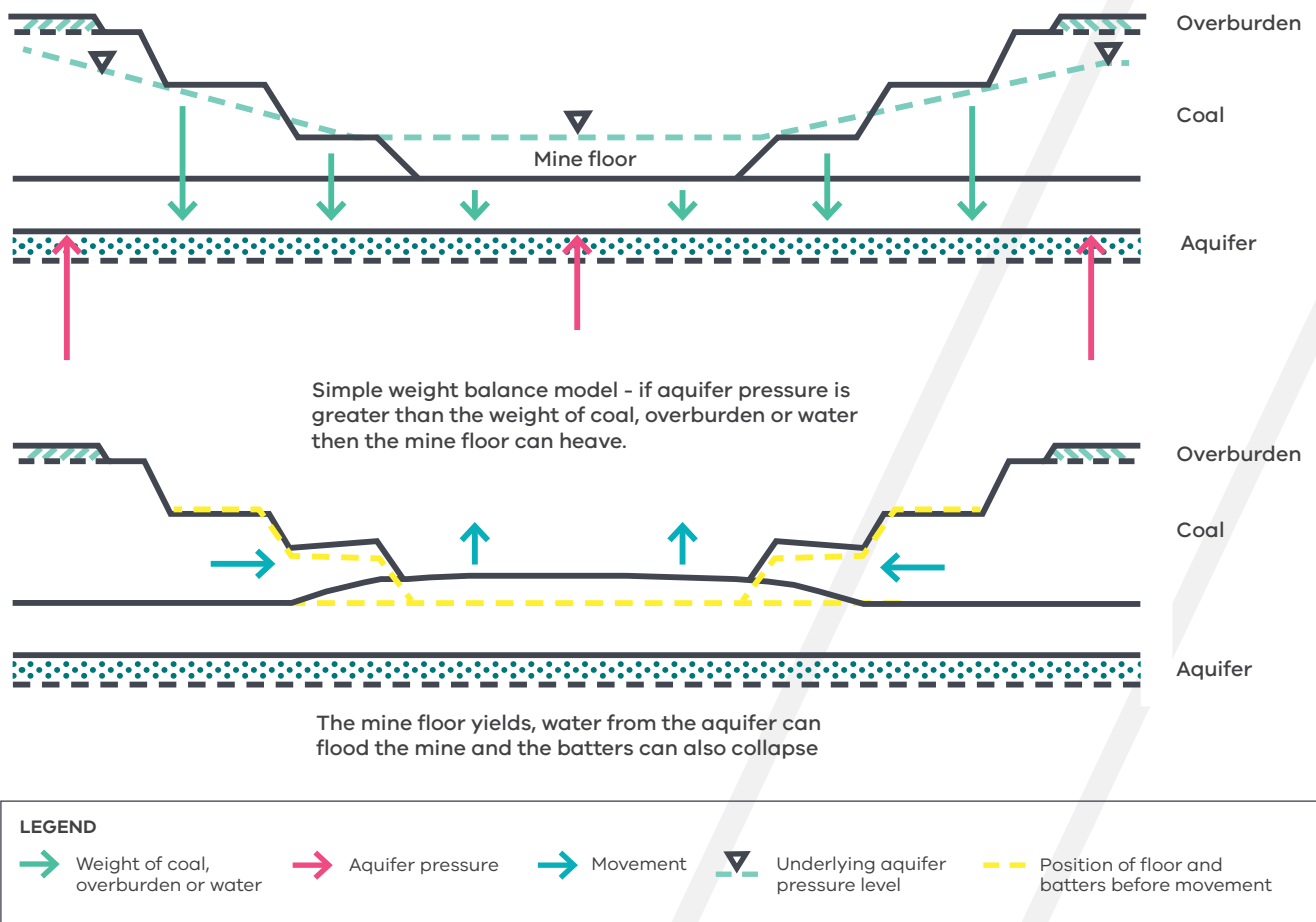 Overburden
Coal
Mine floor
Aquifer
Simple weight balance model - if aquifer pressure is
greater than the weight of coal, overburden or water
then the mine floor can heave.
Overburden
Coal
Aquifer
The mine floor yields, water from the aquifer can
flood the mine and the batters can also collapse
LEGEND
Weight of coal,
overburden or water
Aquifer pressure
Movement
Underlying aquifer
pressure level
Position of floor and
batters before movement